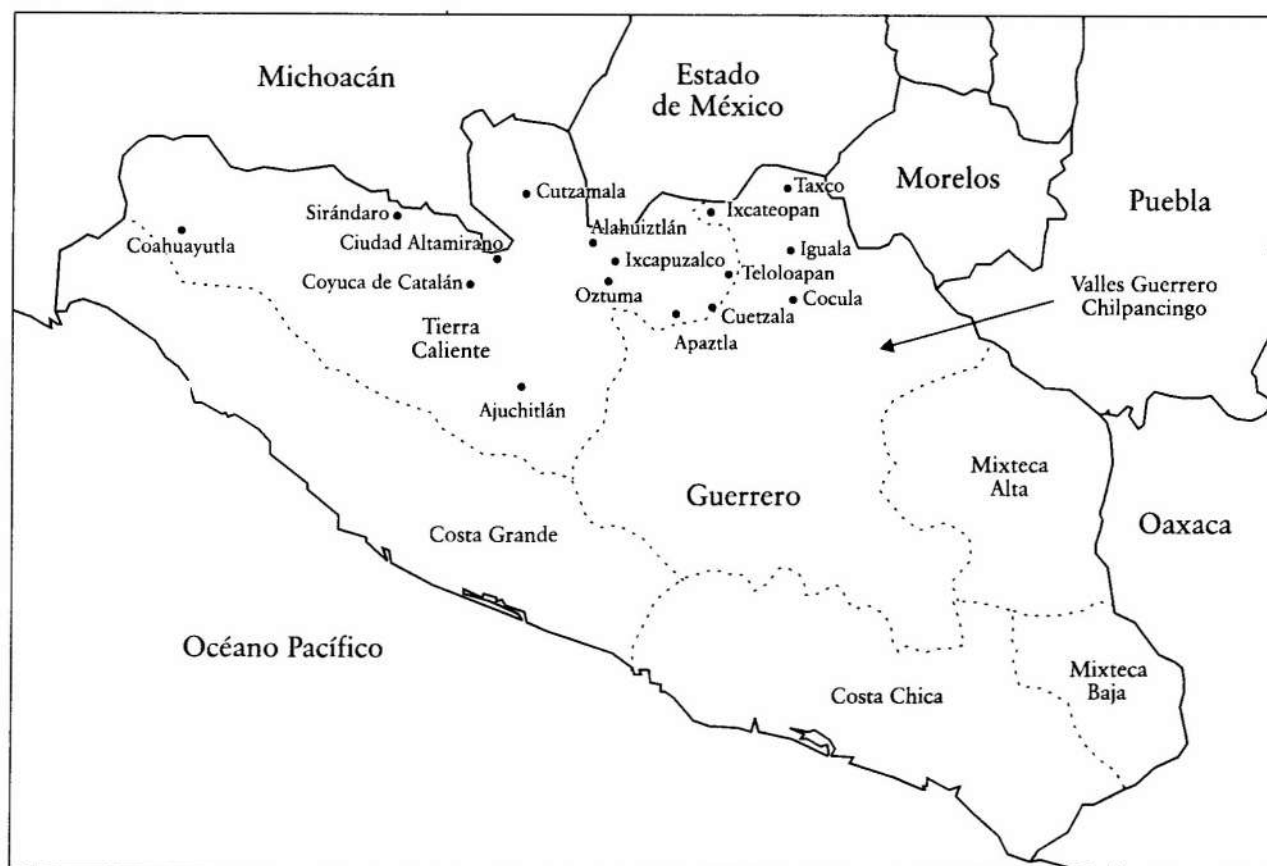 Michoacán
Estado
de México
Morelos
Puebla
Taxco
Cutzamala
Ixcateopan
Sirándaro
Alahuiztlán
Coahuayutla
Ciudad Altamirano
Iguala
Ixcapuzalco
Teloloapan
Coyuca de Catalán
Oztuma
Cocula
Cuetzala
Valles Guerrero
Chilpancingo
Tierra
Caliente
Apaztla
Ajuchitlán
Mixteca
Alta
Guerrero
Costa Grande
Oaxaca
Océano Pacífico
Mixteca
Baja
Costa Chica